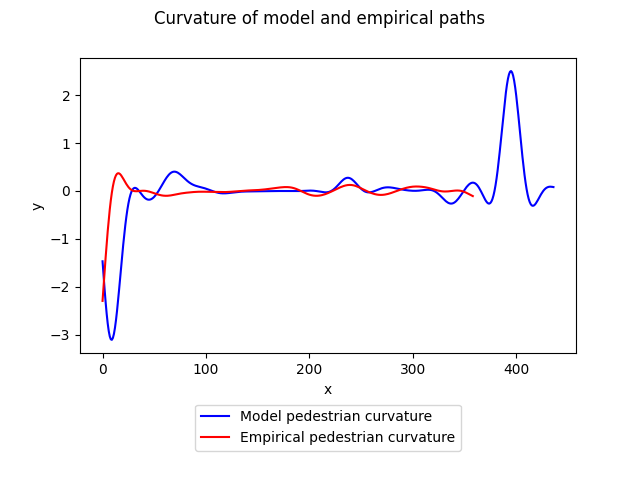 Curvature of model and empirical paths
2
1
0
−1
−2
−3
y
0 100 200 300 400
x
Model pedestrian curvature
Empirical pedestrian curvature